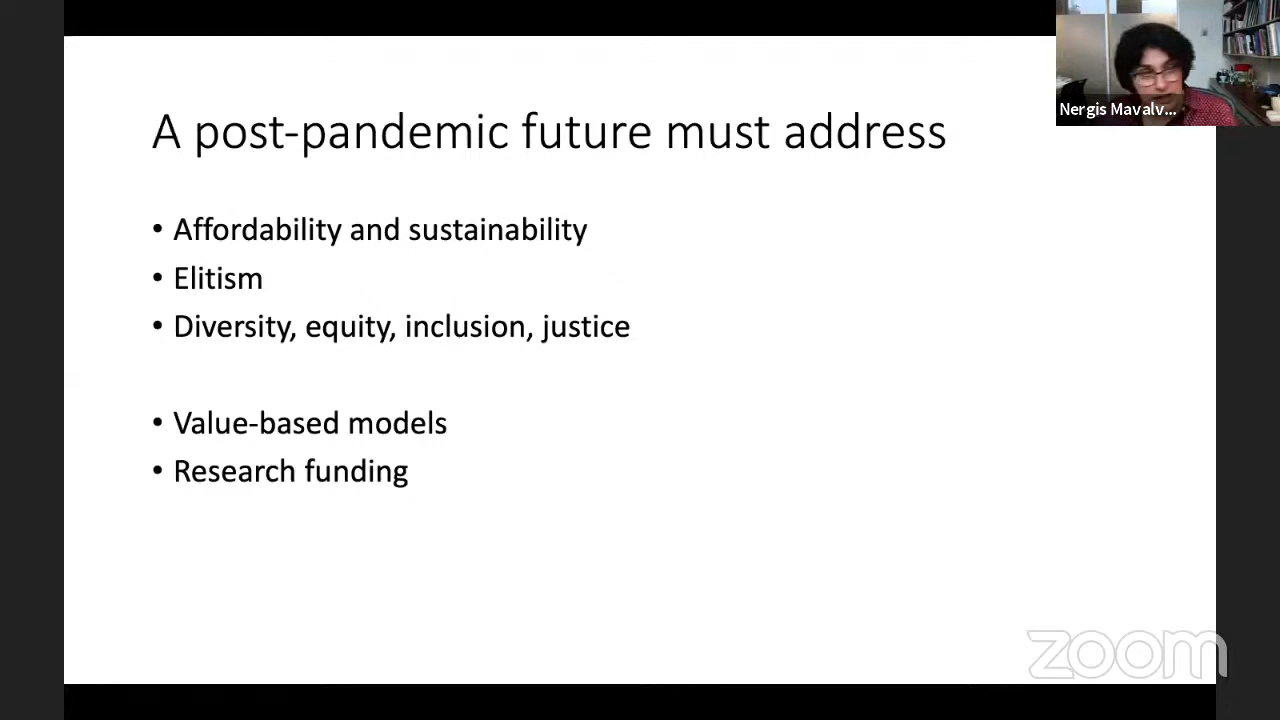 A post-pandemic future must address
• Affordability and sustainability
• Elitism
• Diversity, equity, inclusion, justice
• Value-based models
• Research funding
Nergis Mavalv...
zoom